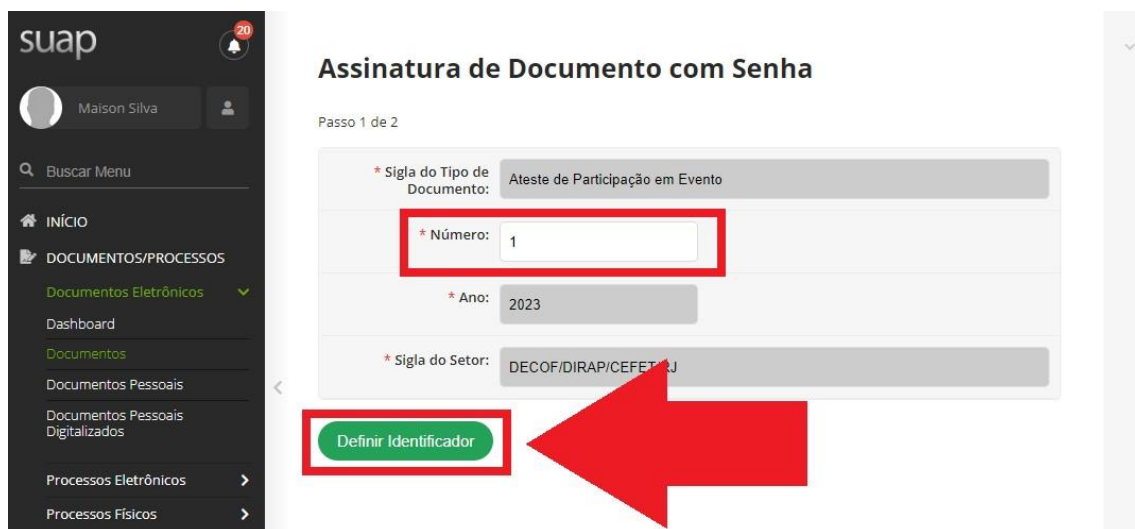 suap
20
Maison Silva
Buscar Menu
INÍCIO
DOCUMENTOS/PROCESSOS
Documentos Eletrônicos
Dashboard
Documentos
Documentos Pessoais
Documentos Pessoais
Digitalizados
Processos Eletrônicos
Processos Físicos
Assinatura de Documento com Senha
Passo 1 de 2
* Sigla do Tipo de
Documento:
Ateste de Participação em Evento
* Número:
1
* Ano:
2023
* Sigla do Setor:
DECOF/DIRAP/CEFET/RJ
Definir Identificador